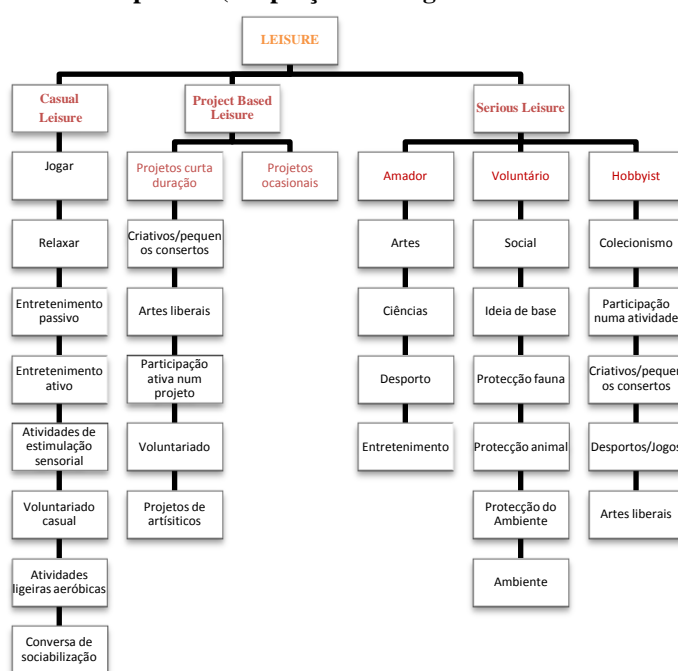 LEISURE
Casual
Leisure
Project Based
Leisure
Serious Leisure
Jogar
Projetos curta
duração
Projetos
ocasionais
Amador
Voluntário
Hobbyist
Relaxar
Criativos/pequen
os consertos
Artes
Social
Colecionismo
Entretenimento
passivo
Artes liberais
Ciências
Ideia de base
Participação
numa atividade
Entretenimento
ativo
Participação
ativa num
projeto
Desporto
Protecção fauna
Criativos/pequen
os consertos
Atividades de
estimulação
sensorial
Voluntariado
Entretenimento
Protecção animal
Desportos/Jogos
Voluntariado
casual
Projetos de
artísiticos
Protecção do
Ambiente
Artes liberais
Atividades
ligeiras aeróbicas
Ambiente
Conversa de
sociabilização